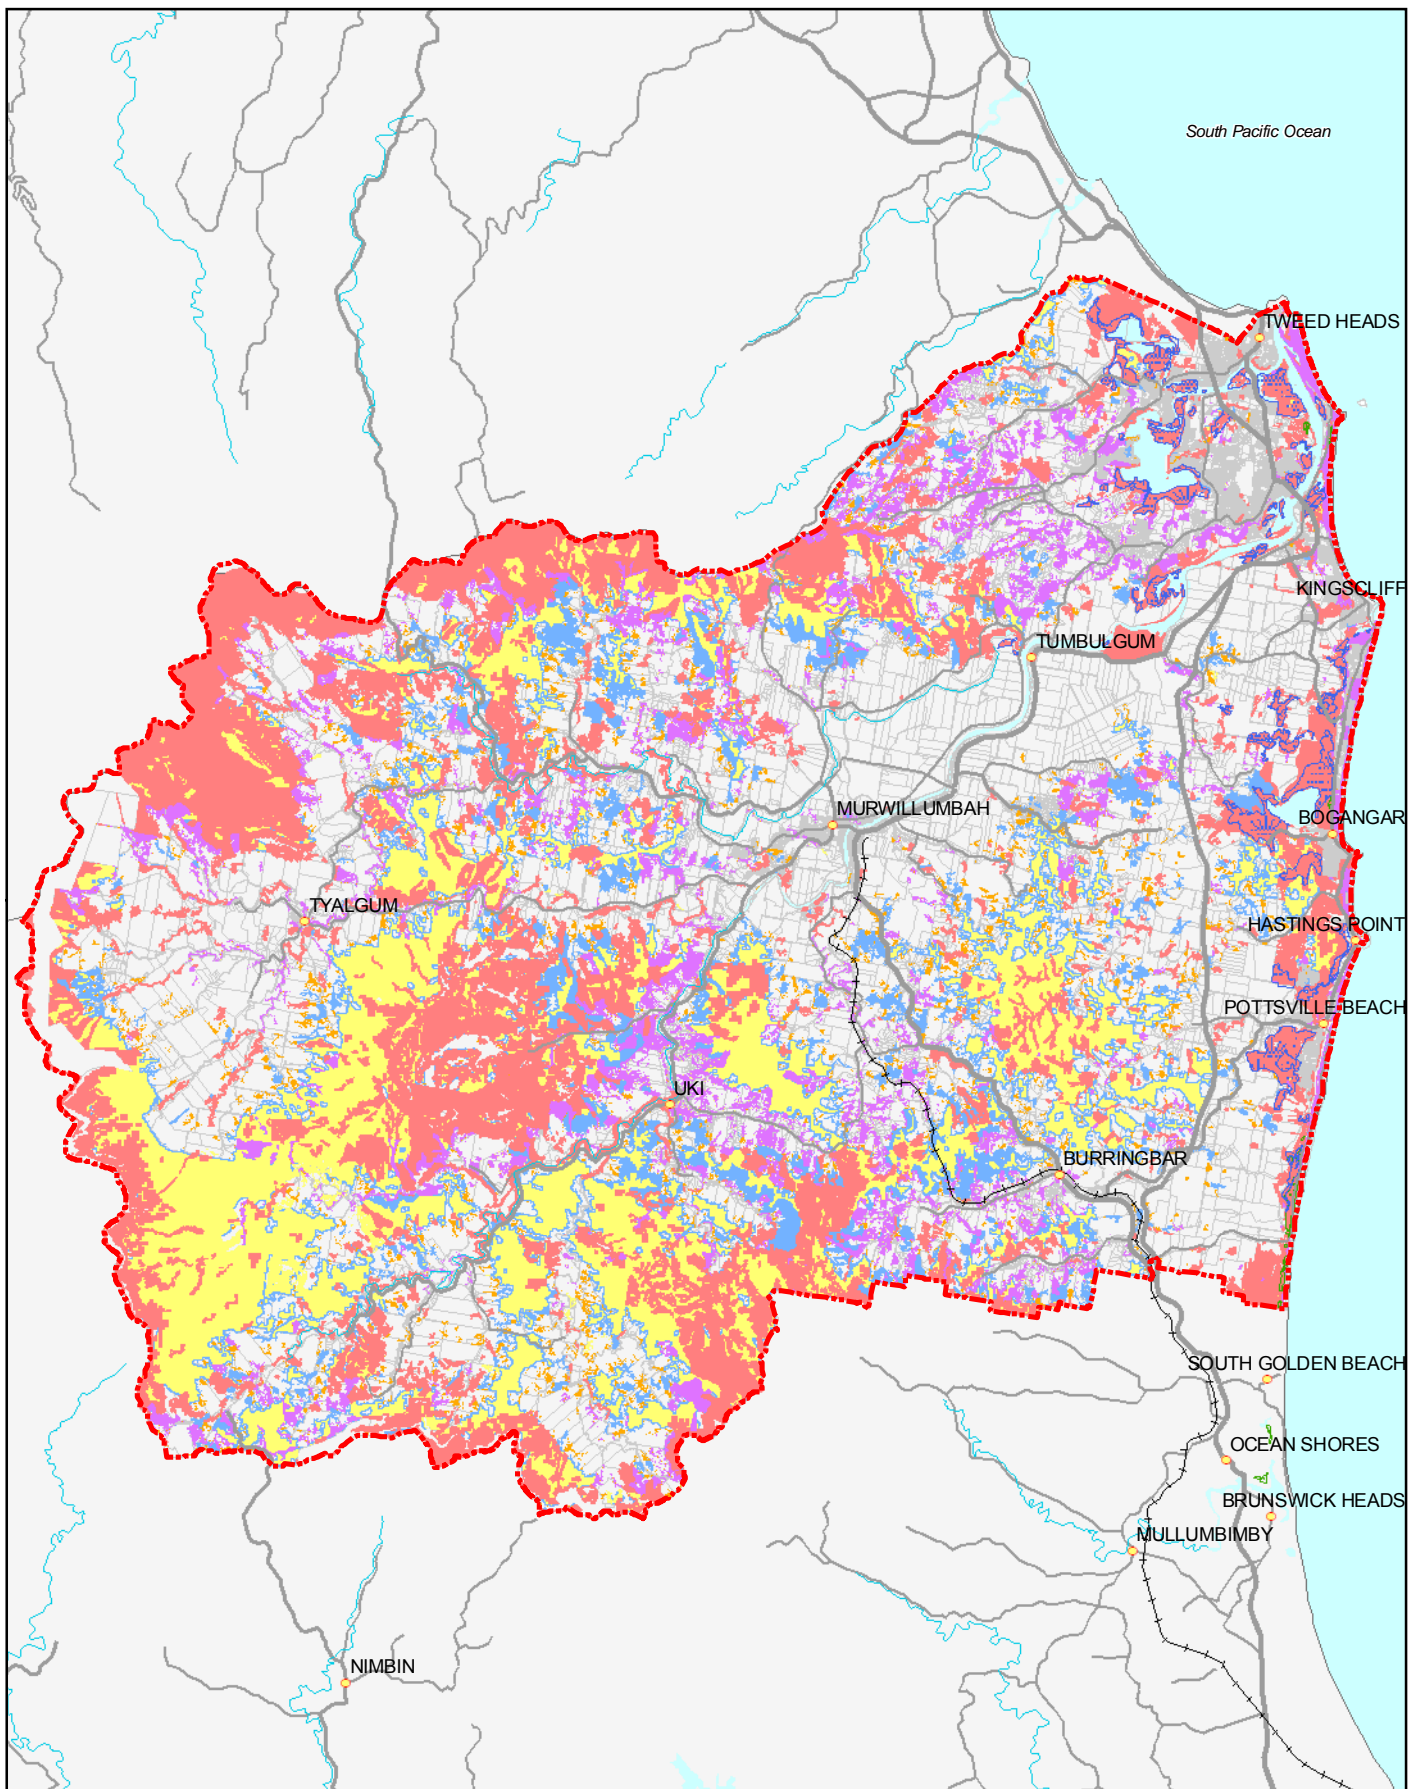 South Pacific Ocean
TWEED HEADS
KINGSCLIFF
TUMBULGUM
MURWILLUMBAH
BOGANGAR
TYALGUM
HASTINGS POINT
POTTSVILLE BEACH
UKI
BURRINGBAR
SOUTH GOLDEN BEACH
OCEAN SHORES
BRUNSWICK HEADS
MULLUMBIMBY
NIMBIN